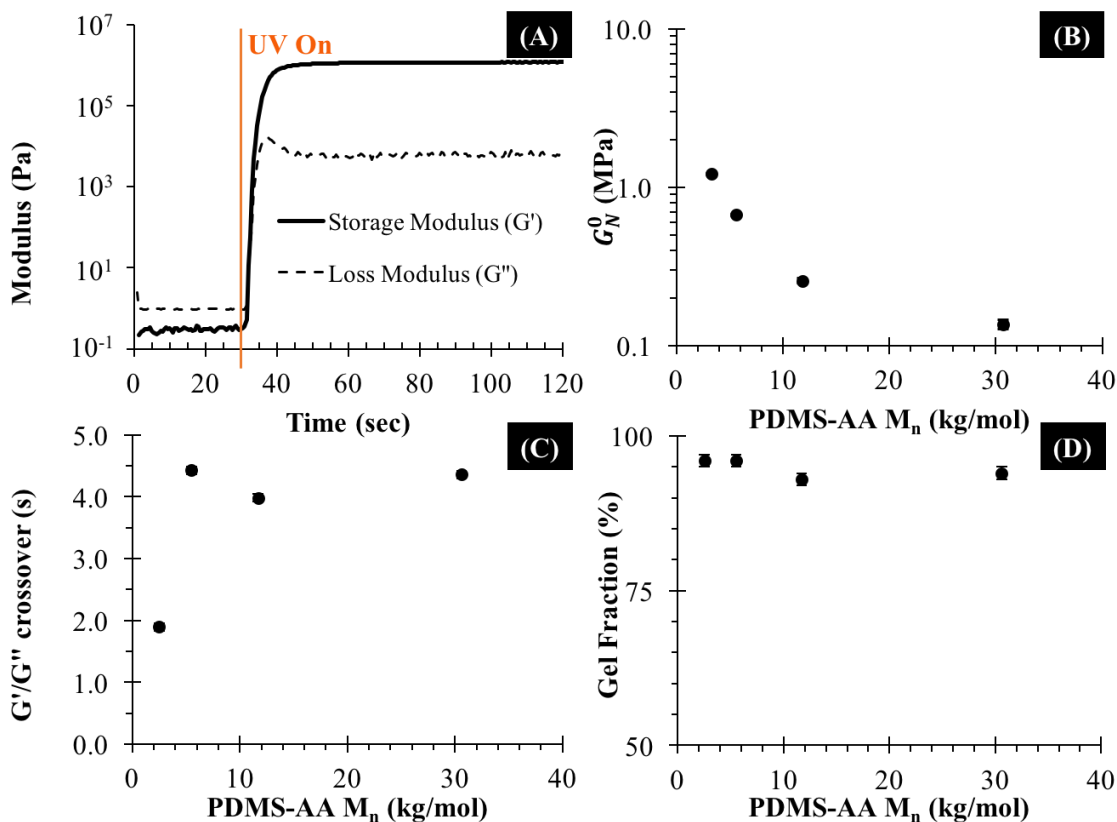 (A)
UV On
10^7
10^5
10^3
10^1
10^-1
Modulus (Pa)
Storage Modulus (G')
Loss Modulus (G'')
0 20 40 60 80 100 120
Time (sec)
(B)
10.0
1.0
0.1
G_N^0 (MPa)
0 10 20 30 40
PDMS-AA M_n (kg/mol)
(C)
5.0
4.0
3.0
2.0
1.0
0.0
G'/G'' crossover (s)
0 10 20 30 40
PDMS-AA M_n (kg/mol)
(D)
100
75
50
Gel Fraction (%)
0 10 20 30 40
PDMS-AA M_n (kg/mol)